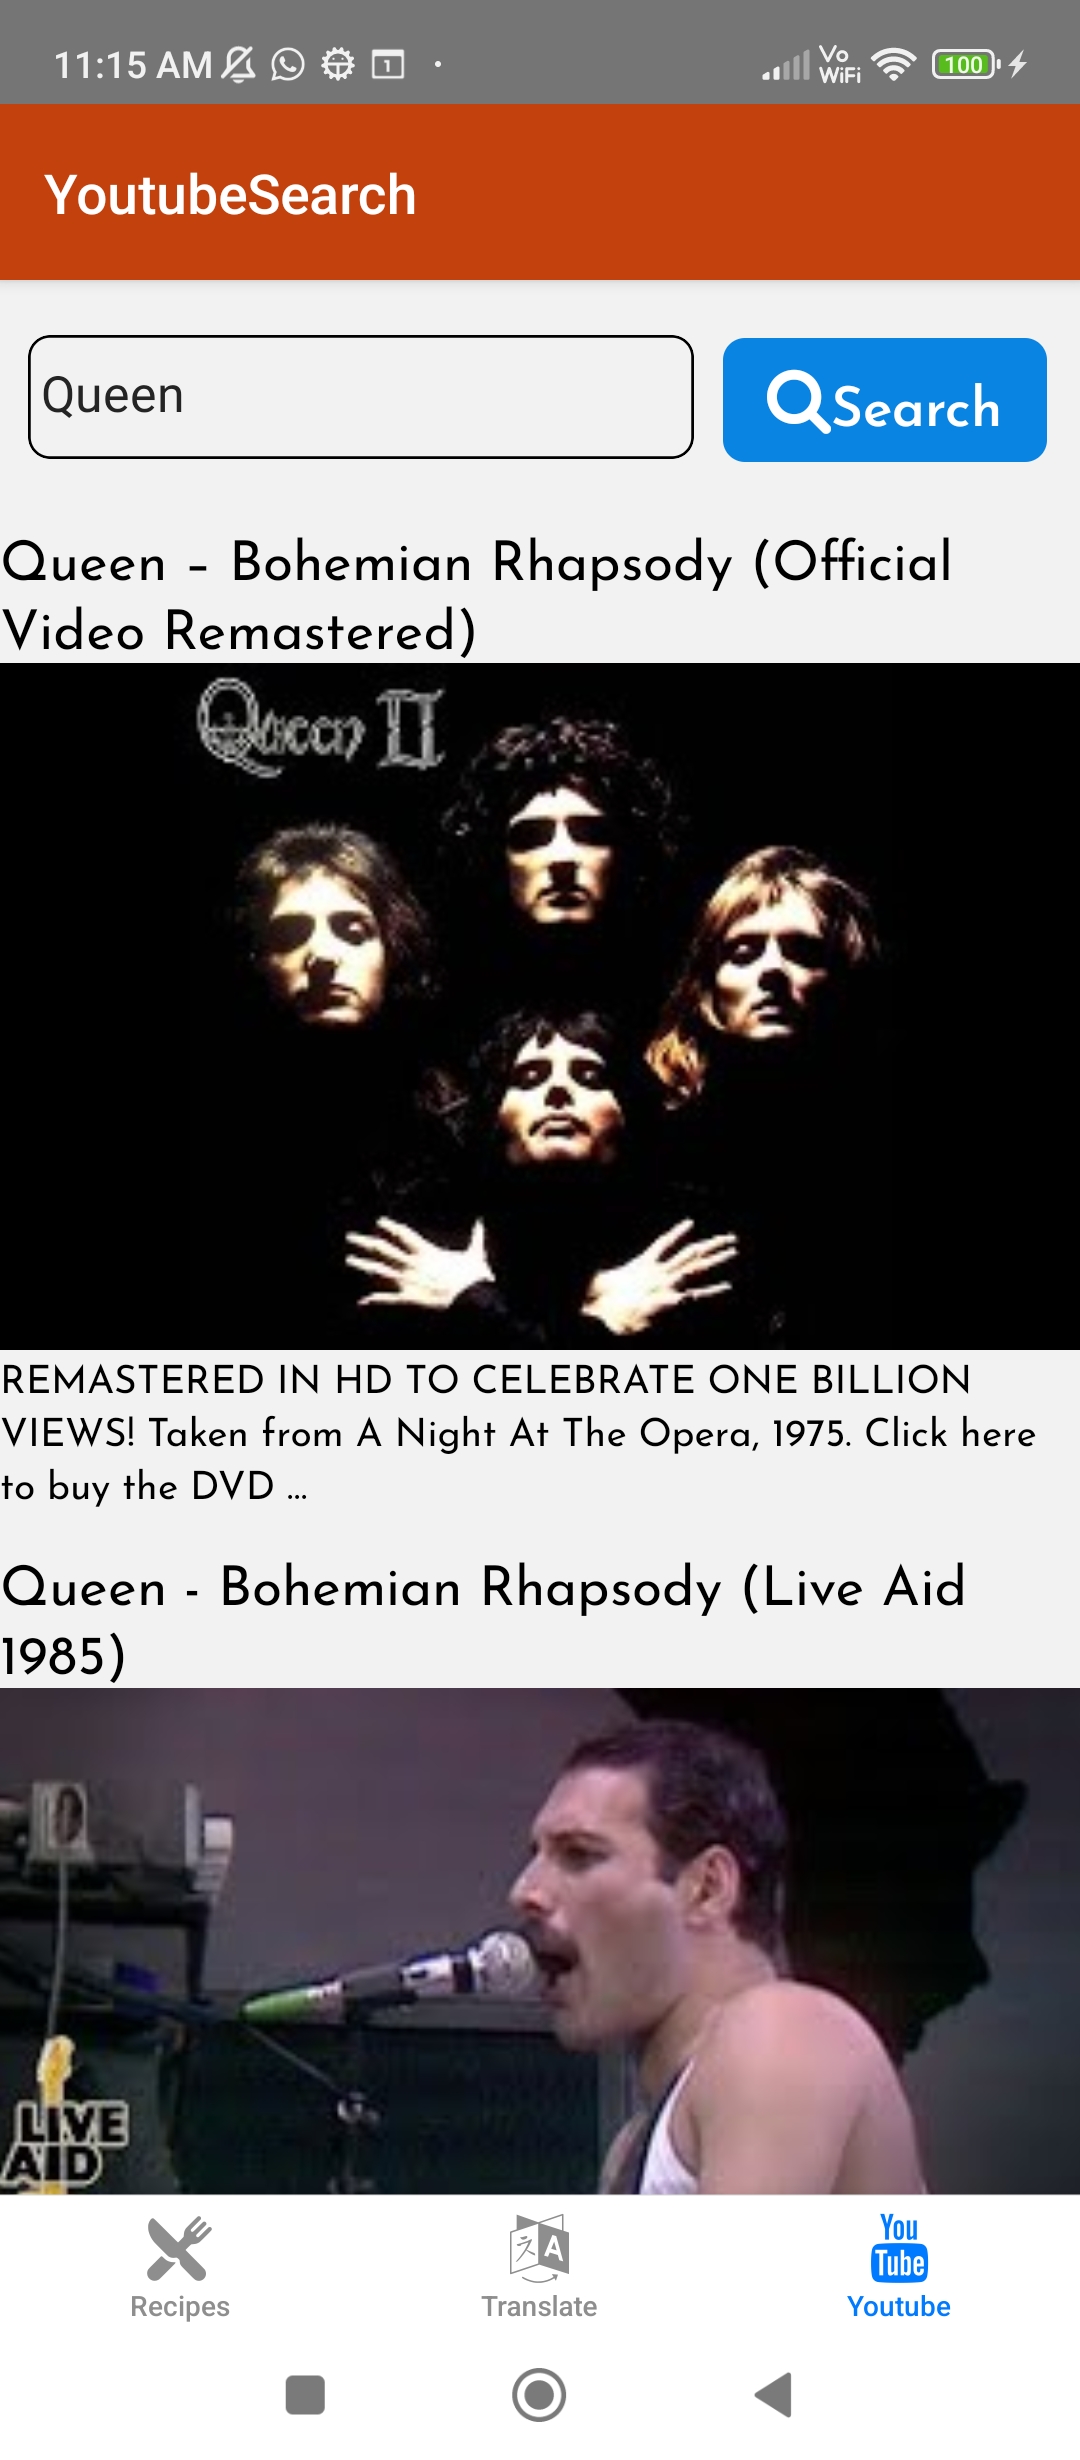 11:15 AM
Vo
WiFi
100
1
YoutubeSearch
Queen
Search
Queen – Bohemian Rhapsody (Official
Video Remastered)
Queen II
REMASTERED IN HD TO CELEBRATE ONE BILLION
VIEWS! Taken from A Night At The Opera, 1975. Click here
to buy the DVD ...
Queen - Bohemian Rhapsody (Live Aid
1985)
LIVE
AID
Recipes
A
Translate
You
Tube
Youtube